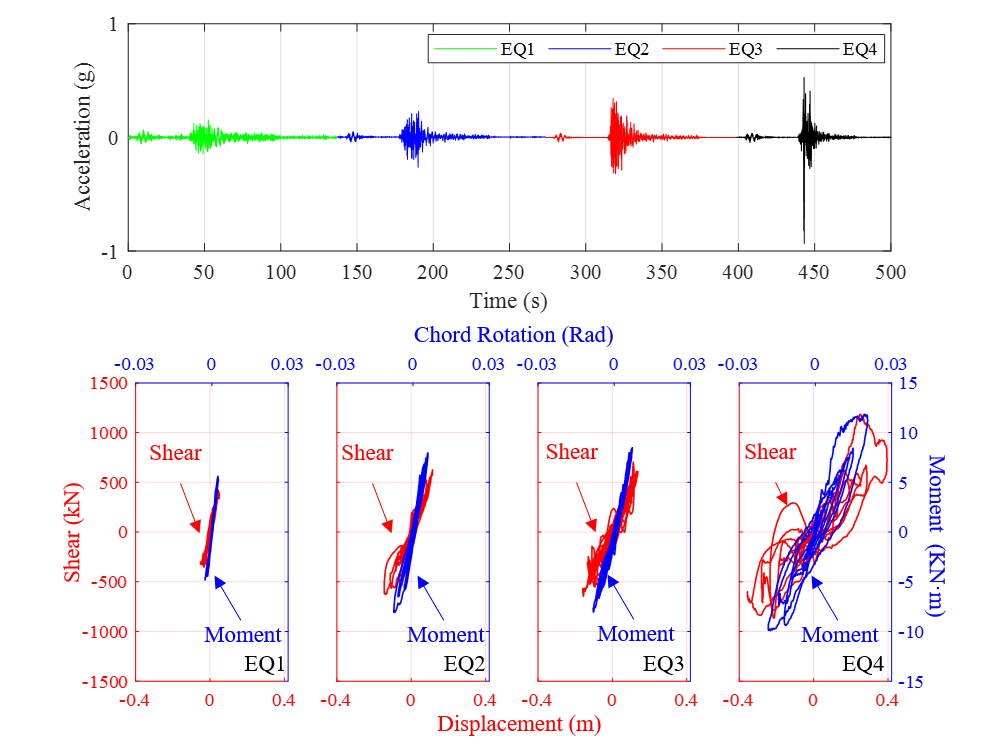 1
EQ1 EQ2 EQ3 EQ4
Acceleration (g)
0
-1
0 50 100 150 200 250 300 350 400 450 500
Time (s)
Chord Rotation (Rad)
-0.03 0 0.03 -0.03 0 0.03 -0.03 0 0.03 -0.03 0 0.03
1500 15
1000 10
Shear Shear Shear Shear
500 5
Shear (kN)
0 0
Moment (KN·m)
-500 -5
Moment Moment Moment Moment
-1000 -10
EQ1 EQ2 EQ3 EQ4
-1500 -15
-0.4 0 0.4 -0.4 0 0.4 -0.4 0 0.4 -0.4 0 0.4
Displacement (m)